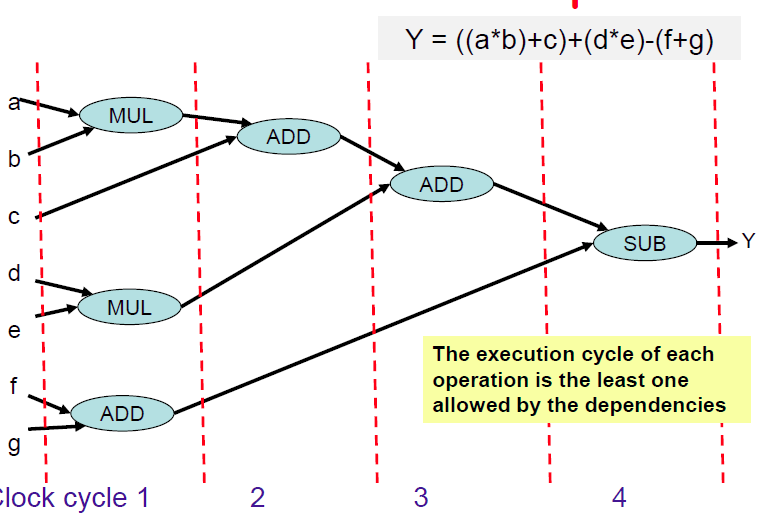 Y = ((a*b)+c)+(d*e)-(f+g)
a
MUL
b
ADD
c
ADD
SUB
Y
d
MUL
e
The execution cycle of each
operation is the least one
allowed by the dependencies
f
ADD
g
lock cycle 1 2 3 4